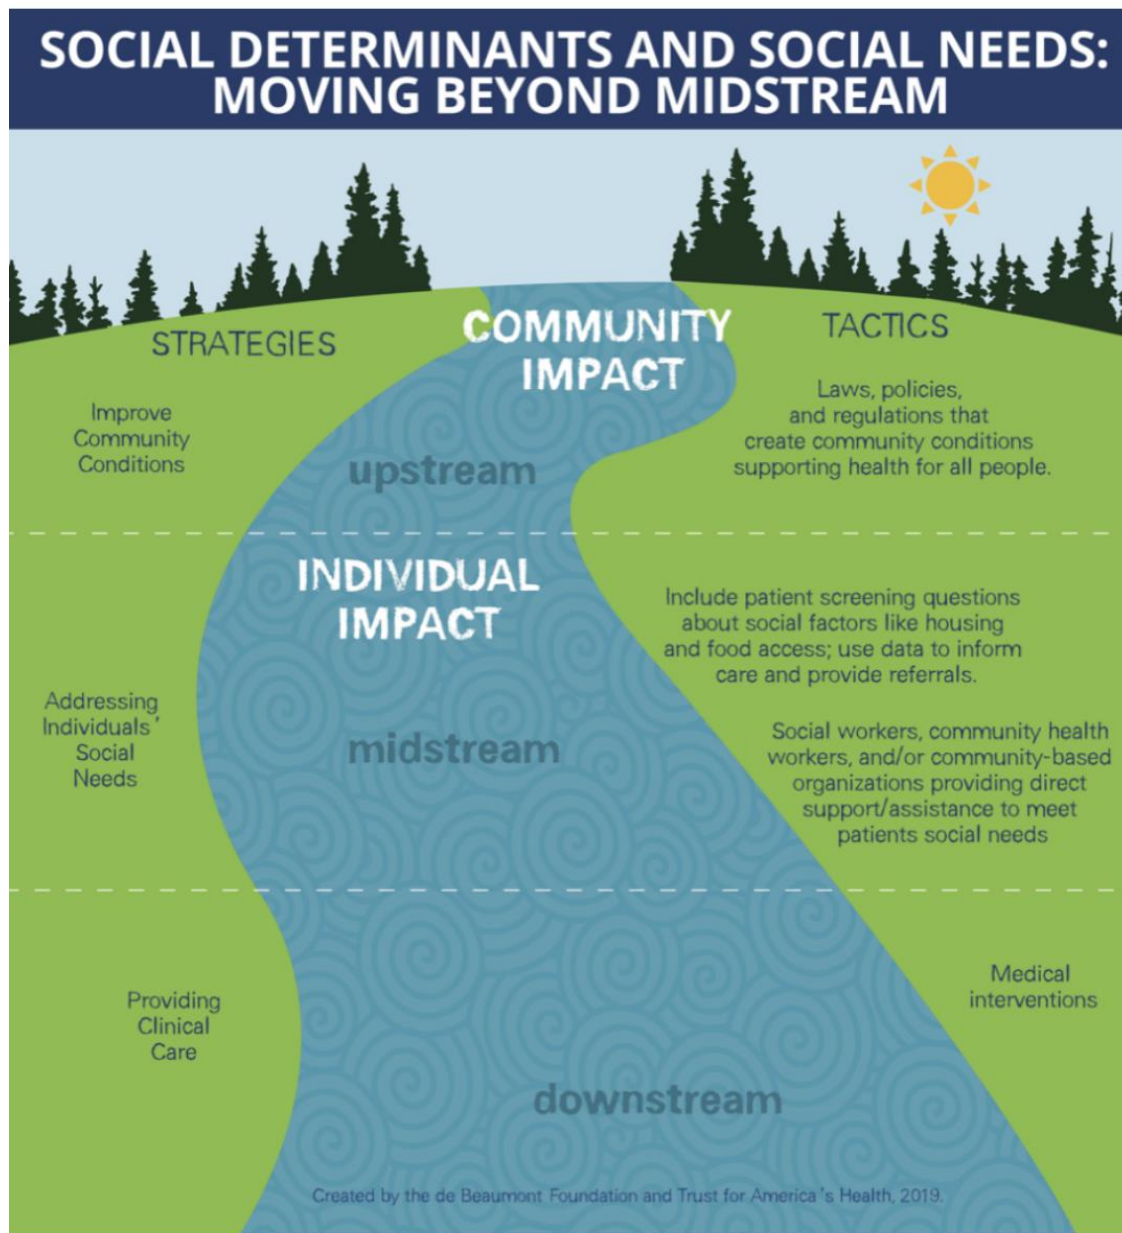 SOCIAL DETERMINANTS AND SOCIAL NEEDS:
MOVING BEYOND MIDSTREAM
STRATEGIES
COMMUNITY
IMPACT
TACTICS
Improve
Community
Conditions
upstream
Laws, policies,
and regulations that
create community conditions
supporting health for all people.
INDIVIDUAL
IMPACT
Addressing
Individuals'
Social
Needs
midstream
Include patient screening questions
about social factors like housing
and food access; use data to inform
care and provide referrals.
Social workers, community health
workers, and/or community-based
organizations providing direct
support/assistance to meet
patients social needs
Providing
Clinical
Care
downstream
Medical
interventions
Created by the de Beaumont Foundation and Trust for America's Health, 2019.